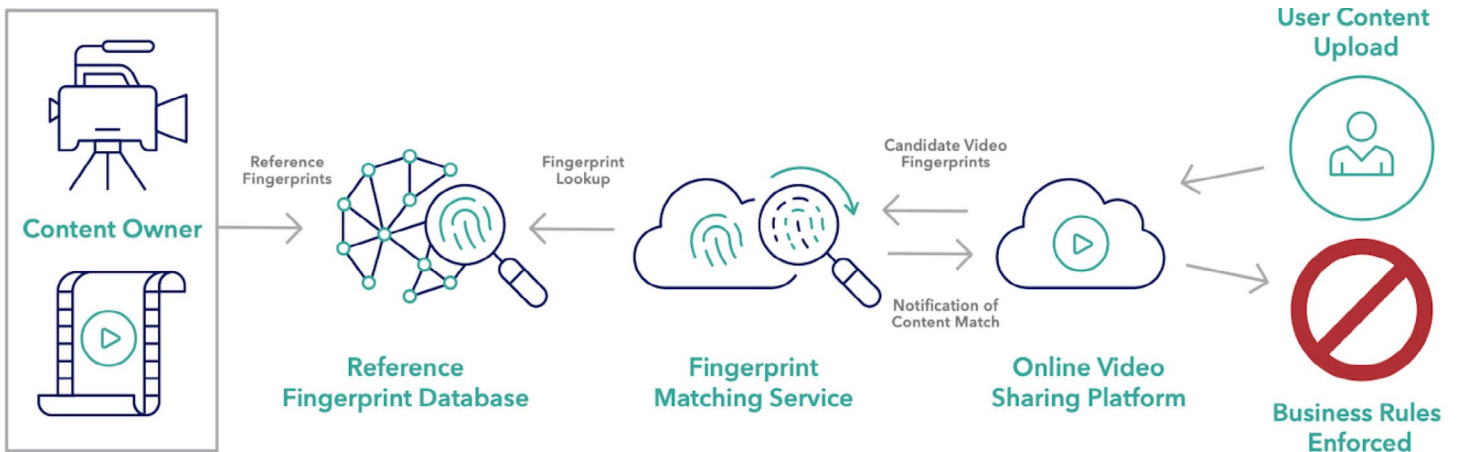 User Content
Upload
Content Owner
Reference
Fingerprints
Fingerprint
Lookup
Candidate Video
Fingerprints
Notification of
Content Match
Reference
Fingerprint Database
Fingerprint
Matching Service
Online Video
Sharing Platform
Business Rules
Enforced